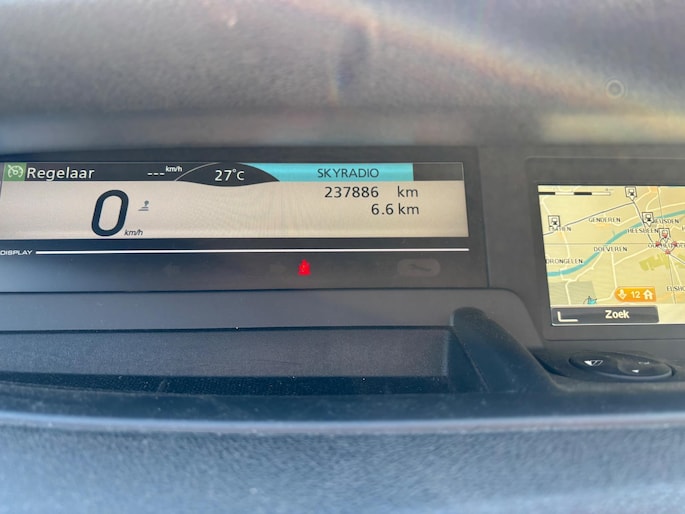 Regelaar
--- km/h
27°C
SKYRADIO
237886 km
6.6 km
0 km/h
DISPLAY
GENDEREN
HEESBEEN
DOEVEREN
DRONGELEN
12
Zoek